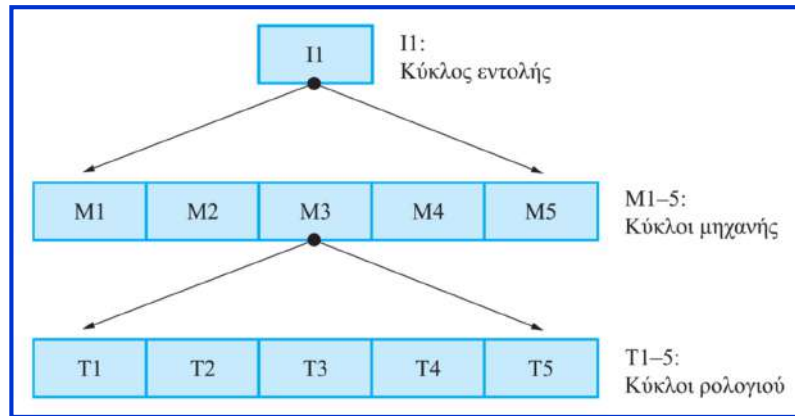 I1
I1:
Κύκλος εντολής
M1 M2 M3 M4 M5
M1–5:
Κύκλοι μηχανής
T1 T2 T3 T4 T5
T1–5:
Κύκλοι ρολογιού